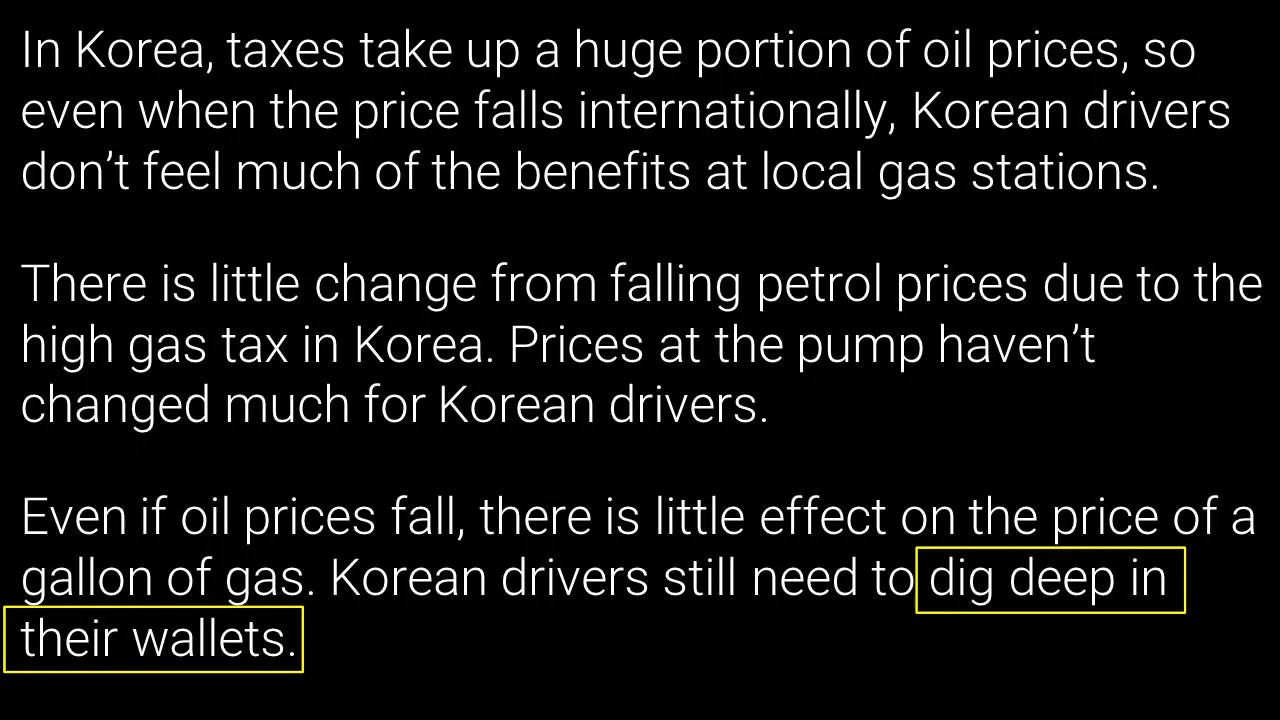 In Korea, taxes take up a huge portion of oil prices, so
even when the price falls internationally, Korean drivers
don’t feel much of the benefits at local gas stations.
There is little change from falling petrol prices due to the
high gas tax in Korea. Prices at the pump haven’t
changed much for Korean drivers.
Even if oil prices fall, there is little effect on the price of a
gallon of gas. Korean drivers still need to dig deep in
their wallets.